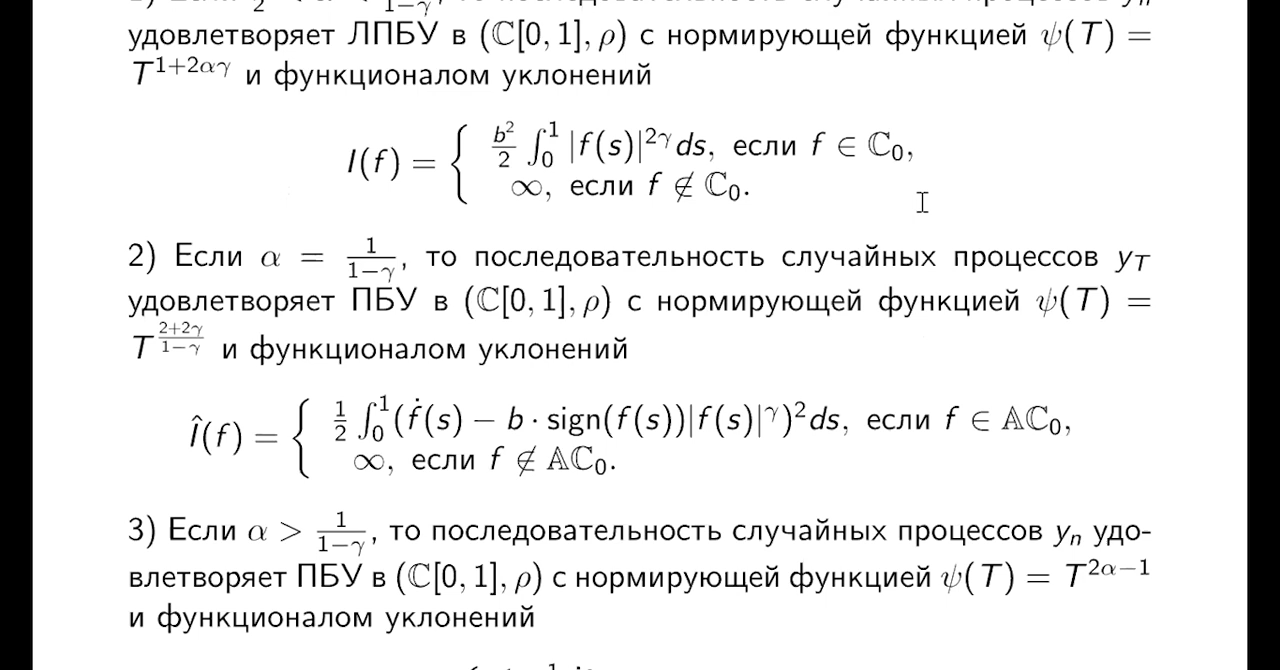 удовлетворяет ЛПБУ в (ℂ[0, 1], ρ) с нормирующей функцией ψ(T) =
T^{1+2αγ} и функционалом уклонений
I(f) = { b²/2 ∫₀¹ |f(s)|^{2γ} ds, если f ∈ ℂ₀,
∞, если f ∉ ℂ₀.
2) Если α = 1/(1−γ), то последовательность случайных процессов y_T
удовлетворяет ПБУ в (ℂ[0, 1], ρ) с нормирующей функцией ψ(T) =
T^{(2+2γ)/(1−γ)} и функционалом уклонений
Î(f) = { 1/2 ∫₀¹ (ḟ(s) − b · sign(f(s))|f(s)|^γ)² ds, если f ∈ 𝔸ℂ₀,
∞, если f ∉ 𝔸ℂ₀.
3) Если α > 1/(1−γ), то последовательность случайных процессов y_n удо-
влетворяет ПБУ в (ℂ[0, 1], ρ) с нормирующей функцией ψ(T) = T^{2α−1}
и функционалом уклонений